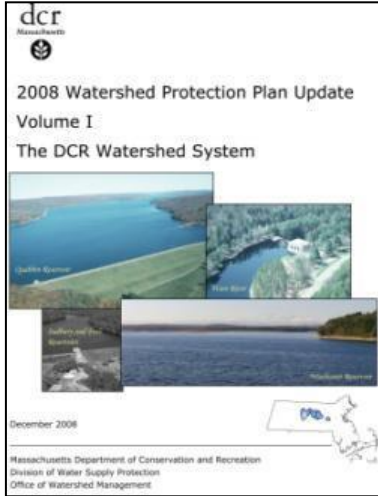 dcr
Massachusetts
2008 Watershed Protection Plan Update
Volume I
The DCR Watershed System
Quabbin Reservoir
Ware River
Sudbury and Foss
Reservoirs
Wachusett Reservoir
December 2008
Massachusetts Department of Conservation and Recreation
Division of Water Supply Protection
Office of Watershed Management